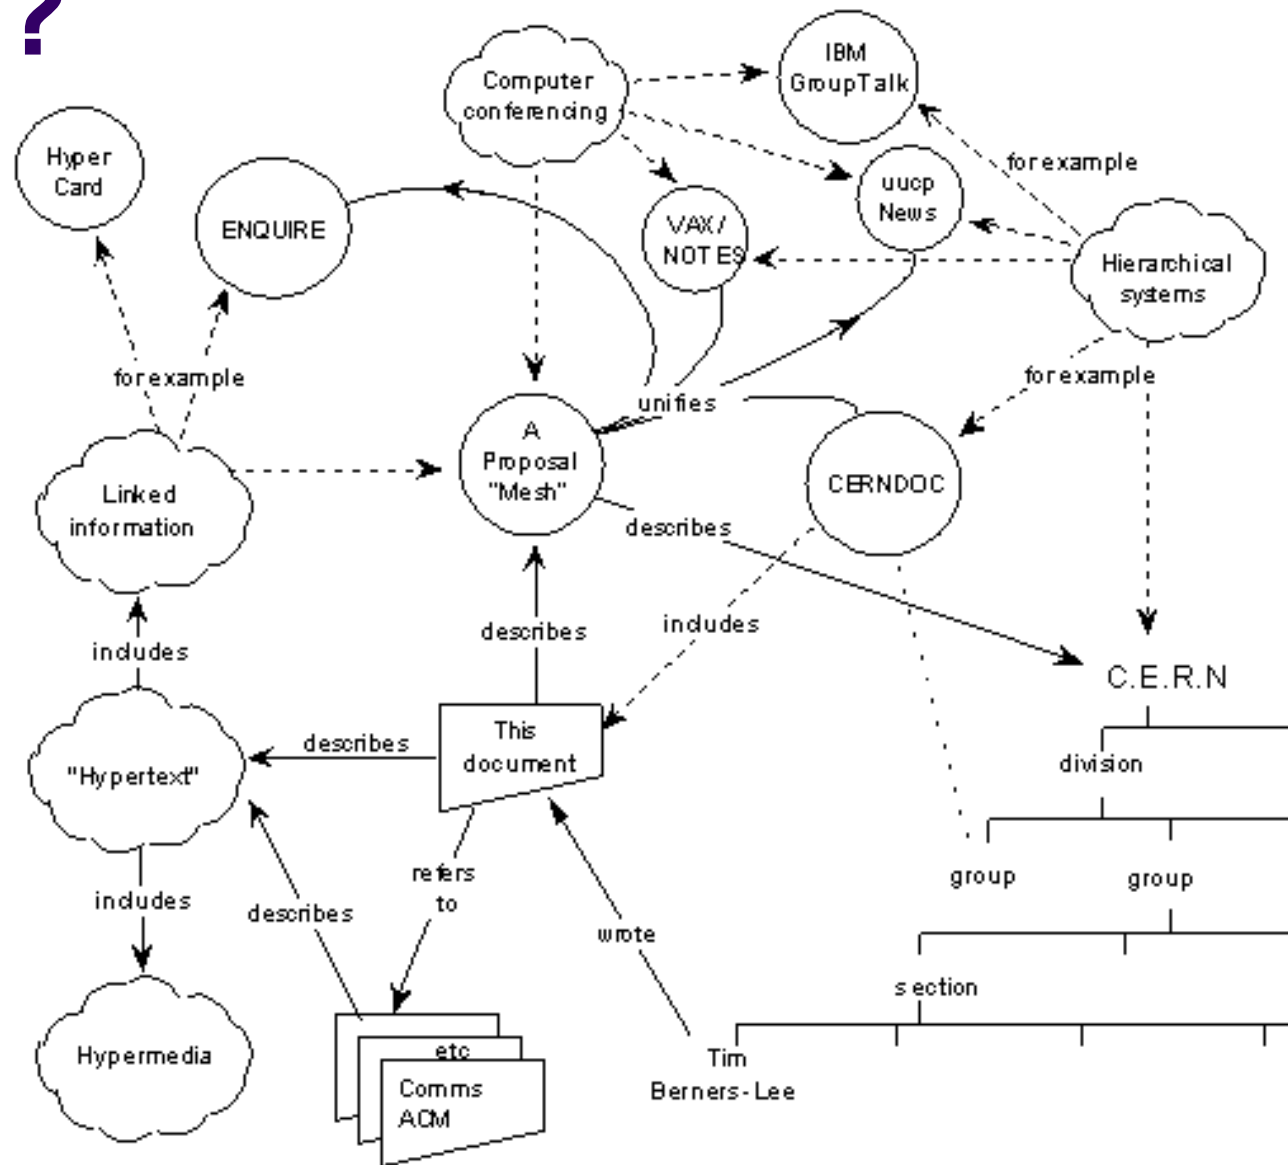 ?
IBM
GroupTalk
Computer
conferencing
Hyper
Card
for example
uucp
News
ENQUIRE
VAX/
NOTES
Hierarchical
systems
for example
for example
unifies
A
Proposal
"Mesh"
CERNDOC
Linked
information
describes
includes
describes
includes
C.E.R.N
This
document
describes
division
"Hypertext"
refers
to
group
group
includes
describes
wrote
section
Hypermedia
etc
Comms
ACM
Tim
Berners-Lee